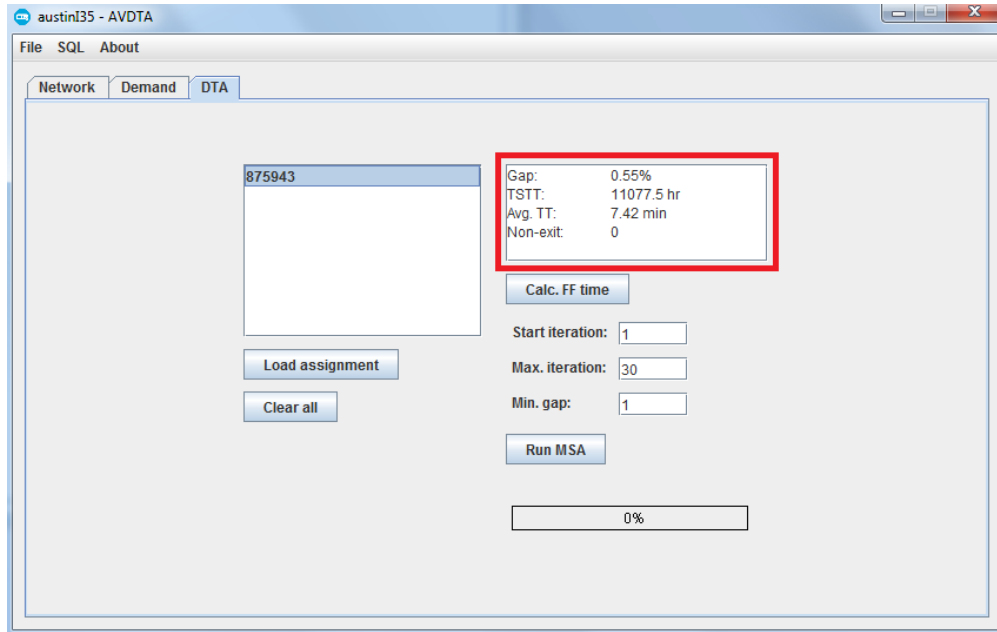 austinI35 - AVDTA
File SQL About
Network Demand DTA
875943
Gap: 0.55%
TSTT: 11077.5 hr
Avg. TT: 7.42 min
Non-exit: 0
Calc. FF time
Start iteration: 1
Load assignment
Max. iteration: 30
Clear all
Min. gap: 1
Run MSA
0%